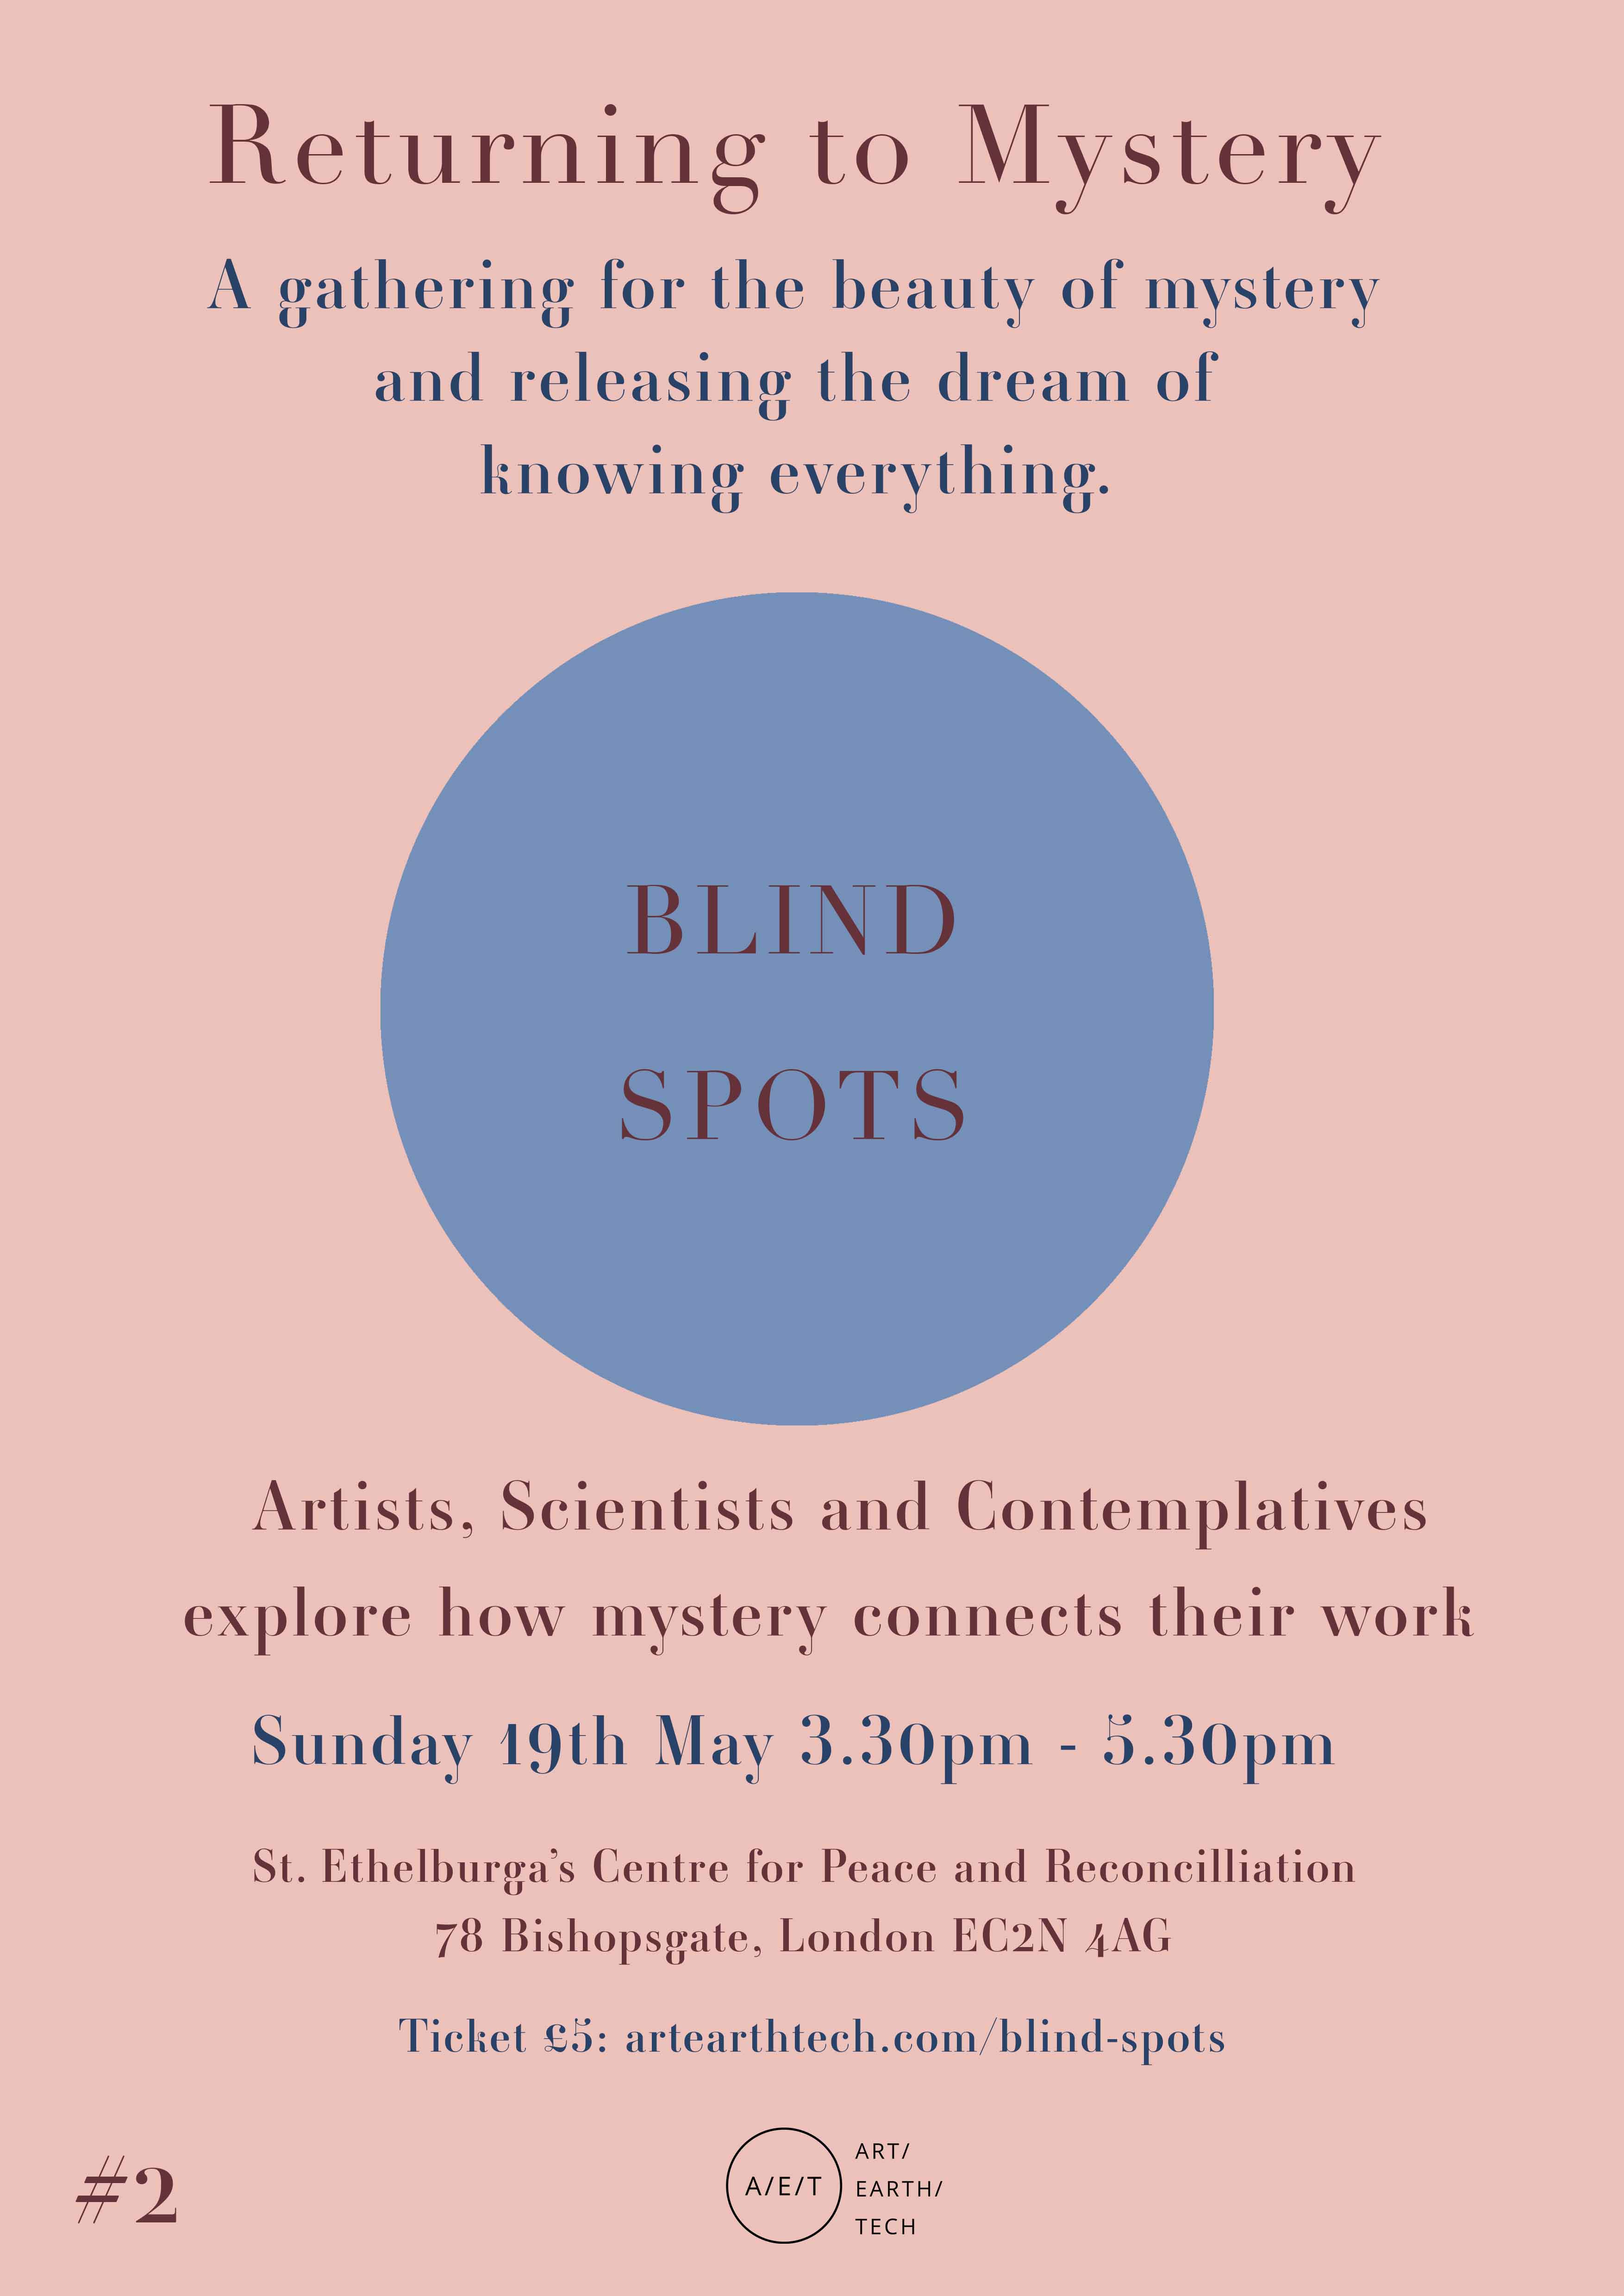 Returning to Mystery
A gathering for the beauty of mystery
and releasing the dream of
knowing everything.
BLIND
SPOTS
Artists, Scientists and Contemplatives
explore how mystery connects their work
Sunday 19th May 3.30pm - 5.30pm
St. Ethelburga’s Centre for Peace and Reconcilliation
78 Bishopsgate, London EC2N 4AG
Ticket £5: artearthtech.com/blind-spots
#2
A/E/T
ART/
EARTH/
TECH